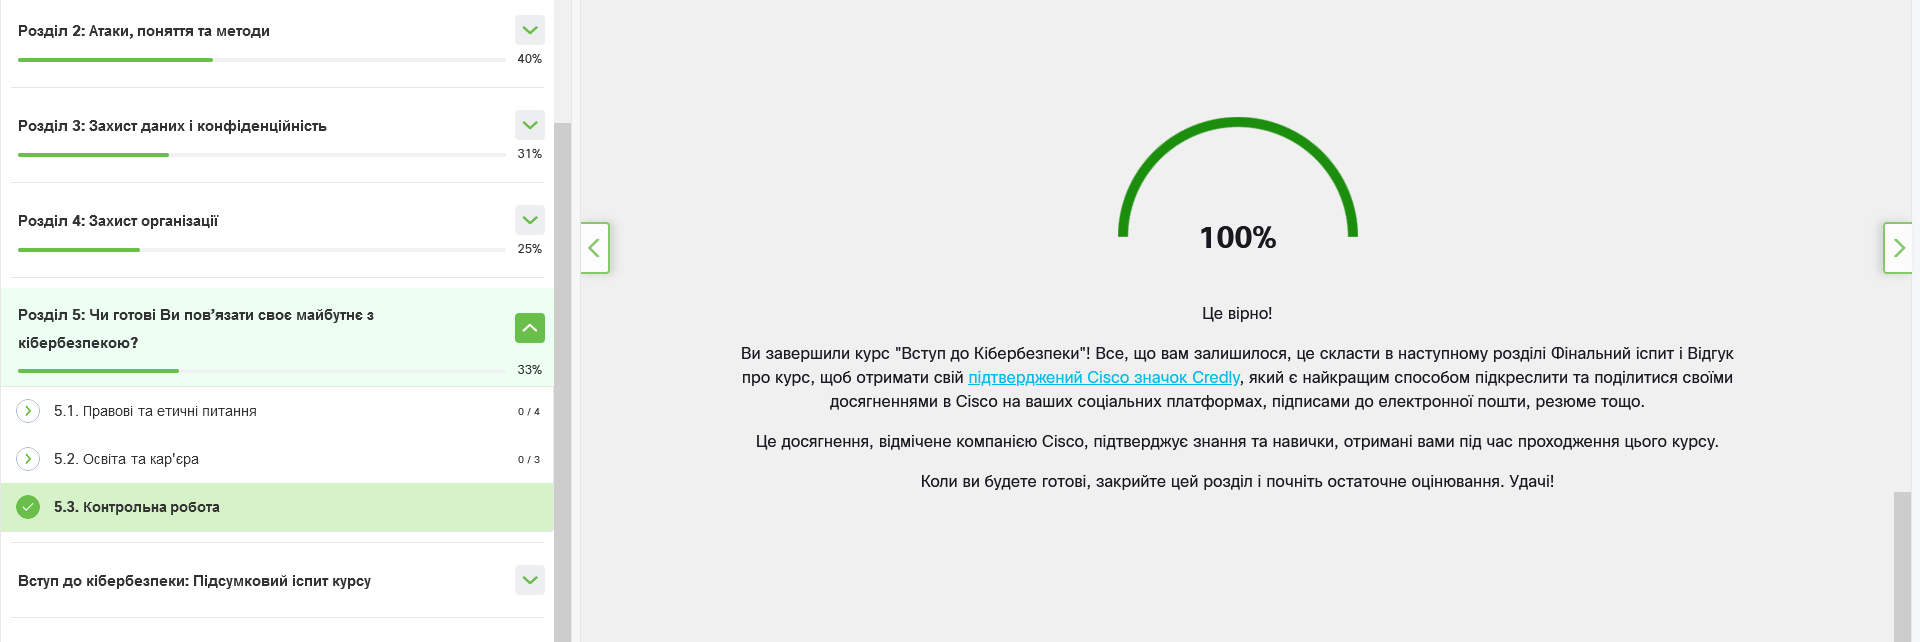 Розділ 2: Атаки, поняття та методи
40%
Розділ 3: Захист даних і конфіденційність
31%
Розділ 4: Захист організації
25%
Розділ 5: Чи готові Ви пов’язати своє майбутнє з
кібербезпекою?
33%
5.1. Правові та етичні питання
0 / 4
5.2. Освіта та кар'єра
0 / 3
5.3. Контрольна робота
Вступ до кібербезпеки: Підсумковий іспит курсу
100%
Це вірно!
Ви завершили курс "Вступ до Кібербезпеки"! Все, що вам залишилося, це скласти в наступному розділі Фінальний іспит і Відгук
про курс, щоб отримати свій підтверджений Cisco значок Credly, який є найкращим способом підкреслити та поділитися своїми
досягненнями в Cisco на ваших соціальних платформах, підписами до електронної пошти, резюме тощо.
Це досягнення, відмічене компанією Cisco, підтверджує знання та навички, отримані вами під час проходження цього курсу.
Коли ви будете готові, закрийте цей розділ і почніть остаточне оцінювання. Удачі!